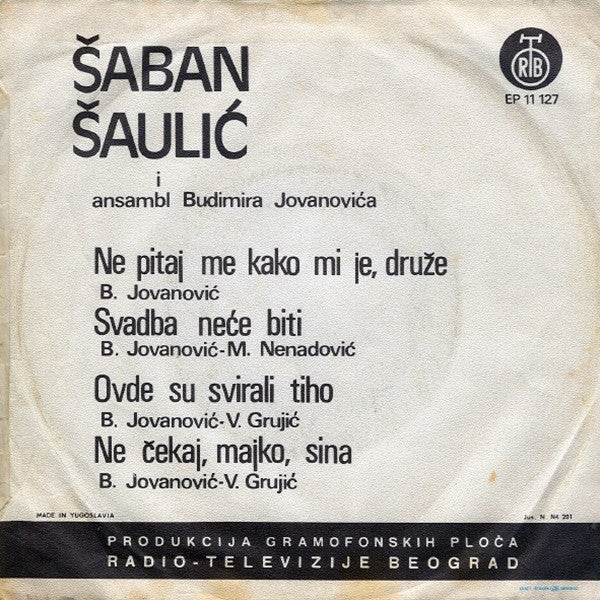 ŠABAN
ŠAULIĆ
RTB
EP 11 127
i
ansambl Budimira Jovanovića
Ne pitaj me kako mi je, druže
B. Jovanović
Svadba neće biti
B. Jovanović-M. Nenadović
Ovde su svirali tiho
B. Jovanović-V. Grujić
Ne čekaj, majko, sina
B. Jovanović-V. Grujić
MADE IN YUGOSLAVIA
Jus. N. N4 201
PRODUKCIJA GRAMOFONSKIH PLOČA
RADIO-TELEVIZIJE BEOGRAD